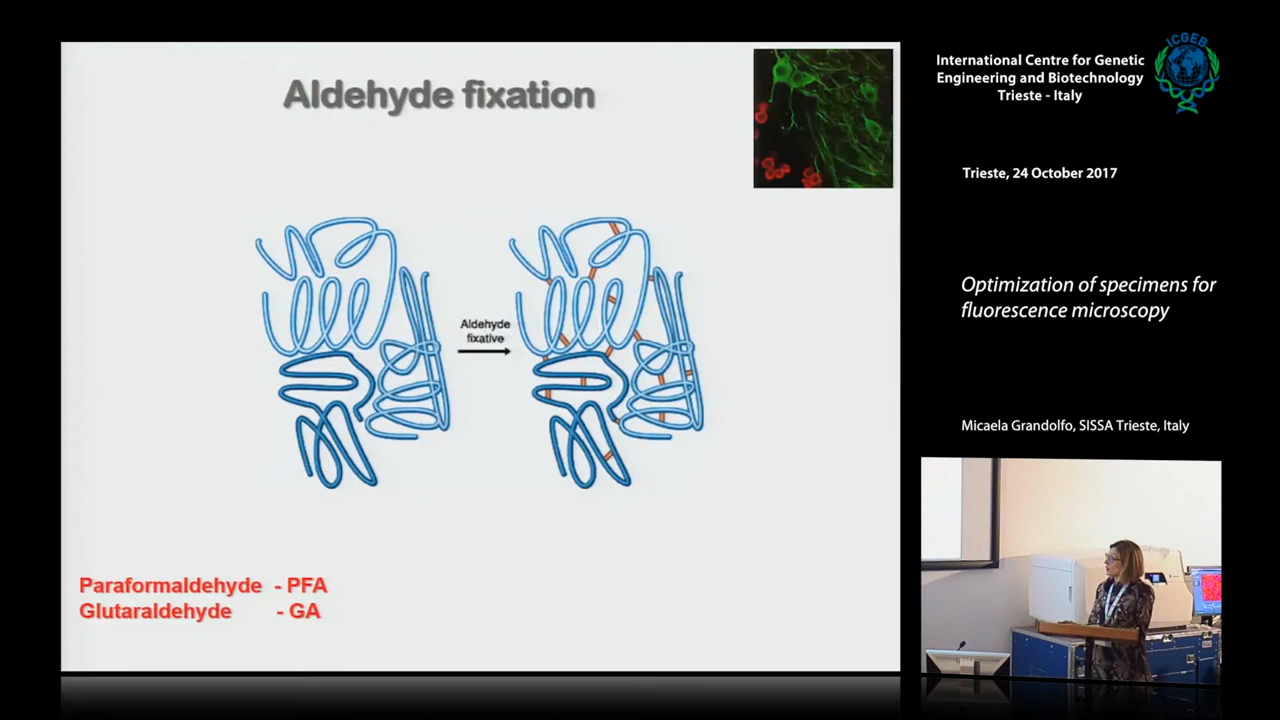 Aldehyde fixation
Aldehyde
fixative
Paraformaldehyde - PFA
Glutaraldehyde - GA
ICGEB
International Centre for Genetic
Engineering and Biotechnology
Trieste - Italy
Trieste, 24 October 2017
Optimization of specimens for
fluorescence microscopy
Micaela Grandolfo, SISSA Trieste, Italy